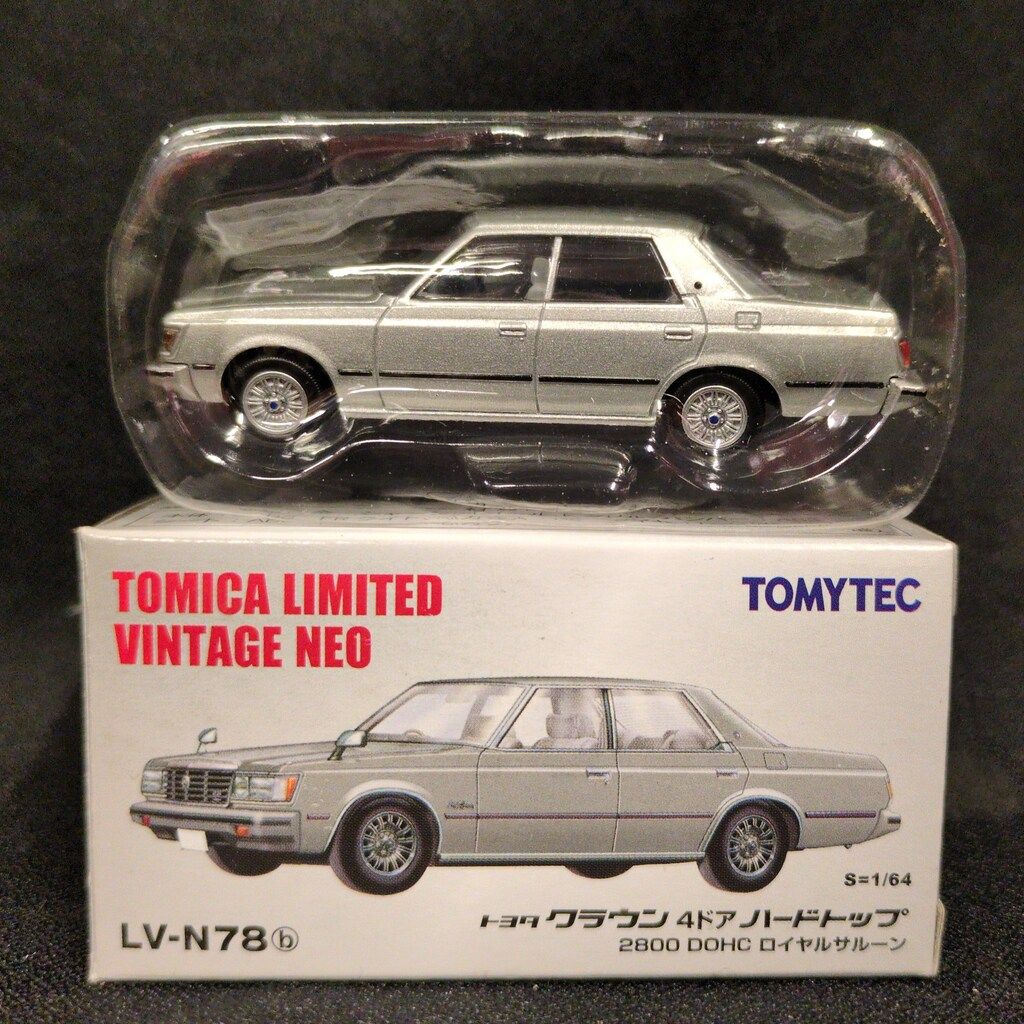 TOMICA LIMITED
VINTAGE NEO
TOMYTEC
S=1/64
LV-N78ⓑ
トヨタ クラウン 4ドア ハードトップ
2800 DOHC ロイヤルサルーン